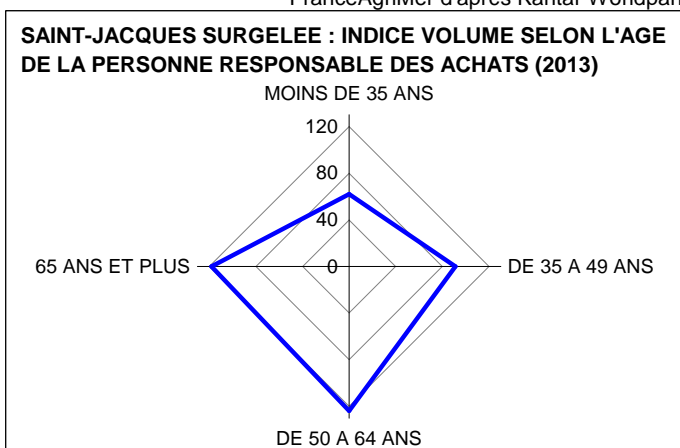 SAINT-JACQUES SURGELEE : INDICE VOLUME SELON L'AGE
DE LA PERSONNE RESPONSABLE DES ACHATS (2013)
MOINS DE 35 ANS
120
80
40
65 ANS ET PLUS
0
DE 35 A 49 ANS
DE 50 A 64 ANS